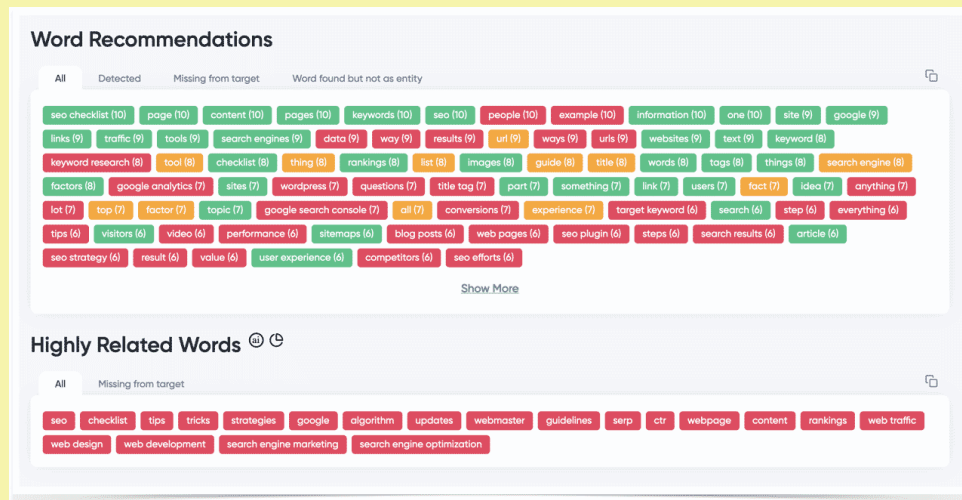 Word Recommendations
All Detected Missing from target Word found but not as entity
seo checklist (10) page (10) content (10) pages (10) keywords (10) seo (10) people (10) example (10) information (10) one (10) site (9) google (9)
links (9) traffic (9) tools (9) search engines (9) data (9) way (9) results (9) url (9) ways (9) urls (9) websites (9) text (9) keyword (8)
keyword research (8) tool (8) checklist (8) thing (8) rankings (8) list (8) images (8) guide (8) title (8) words (8) tags (8) things (8) search engine (8)
factors (8) google analytics (7) sites (7) wordpress (7) questions (7) title tag (7) part (7) something (7) link (7) users (7) fact (7) idea (7) anything (7)
lot (7) top (7) factor (7) topic (7) google search console (7) all (7) conversions (7) experience (7) target keyword (6) search (6) step (6) everything (6)
tips (6) visitors (6) video (6) performance (6) sitemaps (6) blog posts (6) web pages (6) seo plugin (6) steps (6) search results (6) article (6)
seo strategy (6) result (6) value (6) user experience (6) competitors (6) seo efforts (6)
Show More
Highly Related Words ai
All Missing from target
seo checklist tips tricks strategies google algorithm updates webmaster guidelines serp ctr webpage content rankings web traffic
web design web development search engine marketing search engine optimization